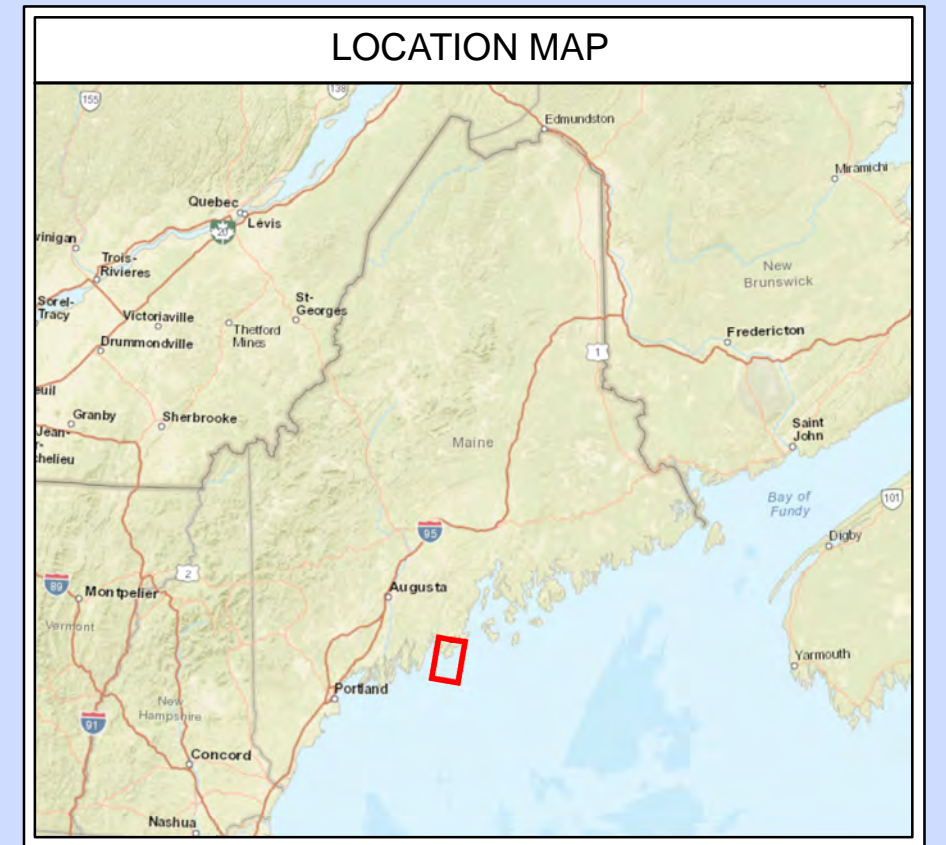 LOCATION MAP
155
138
Edmundston
Miramichi
Quebec
Lévis
20
vinigan
Trois-
Rivieres
New
Brunswick
Sorel-
Tracy
Victoriaville
St-
Georges
Thetford
Mines
Drummondville
Fredericton
1
euil
Granby
Sherbrooke
Jean-
r-
chelieu
Maine
Saint
John
Bay of
Fundy
101
95
Digby
2
89
Montpelier
Augusta
Vermont
Yarmouth
Portland
New
Hampshire
91
Concord
Nashua